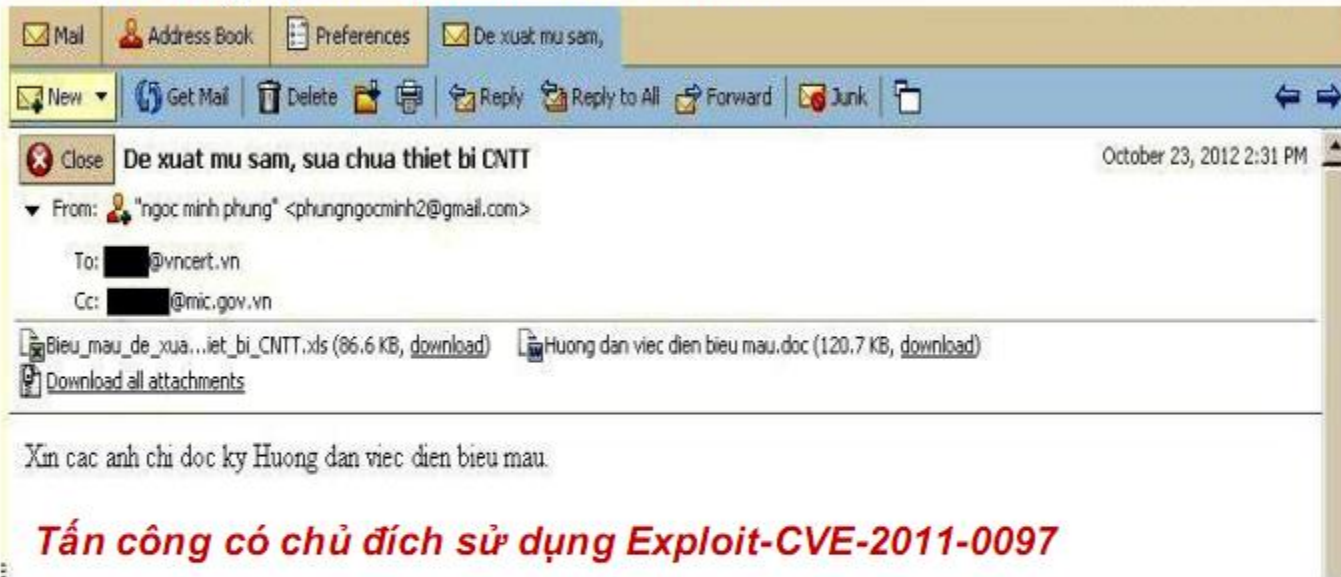 Mail Address Book Preferences De xuat mu sam,
New Get Mail Delete Reply Reply to All Forward Junk
Close De xuat mu sam, sua chua thiet bi CNTT October 23, 2012 2:31 PM
From: "ngoc minh phung" <phungngocminh2@gmail.com>
To: @vncert.vn
Cc: @mic.gov.vn
Bieu_mau_de_xua...iet_bi_CNTT.xls (86.6 KB, download) Huong dan viec dien bieu mau.doc (120.7 KB, download)
Download all attachments
Xin cac anh chi doc ky Huong dan viec dien bieu mau.
Tấn công có chủ đích sử dụng Exploit-CVE-2011-0097